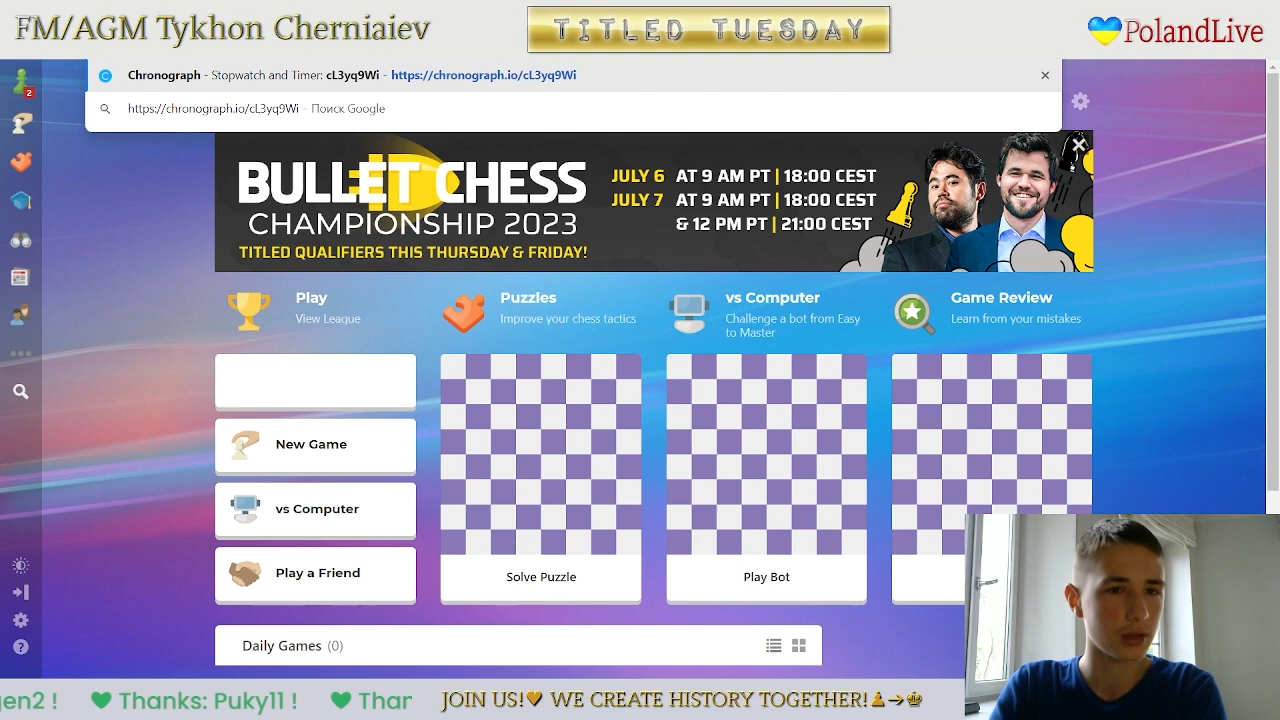 FM/AGM Tykhon Cherniaiev
TITLED TUESDAY
PolandLive
Chronograph - Stopwatch and Timer: cL3yq9Wi - https://chronograph.io/cL3yq9Wi
https://chronograph.io/cL3yq9Wi - Поиск Google
2
BULLET CHESS
CHAMPIONSHIP 2023
TITLED QUALIFIERS THIS THURSDAY & FRIDAY!
JULY 6 AT 9 AM PT | 18:00 CEST
JULY 7 AT 9 AM PT | 18:00 CEST
& 12 PM PT | 21:00 CEST
Play
View League
Puzzles
Improve your chess tactics
vs Computer
Challenge a bot from Easy
to Master
Game Review
Learn from your mistakes
New Game
vs Computer
Play a Friend
Solve Puzzle
Play Bot
Daily Games (0)
gen2 ! Thanks: Puky11 ! Thar
JOIN US! WE CREATE HISTORY TOGETHER!